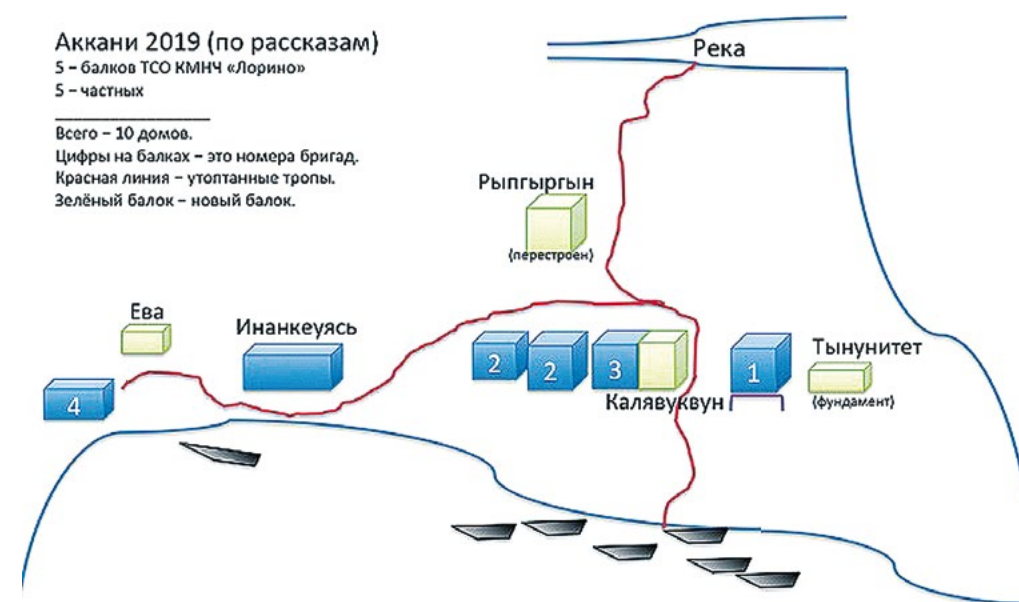 Аккани 2019 (по рассказам)
5 – балков ТСО КМНЧ «Лорино»
5 – частных
Всего – 10 домов.
Цифры на балках – это номера бригад.
Красная линия – утоптанные тропы.
Зелёный балок – новый балок.
Река
Рыпгыргын
(перестроен)
Ева
Инанкеуясь
4
2
2
3
1
Калявуквун
Тынунитет
(фундамент)